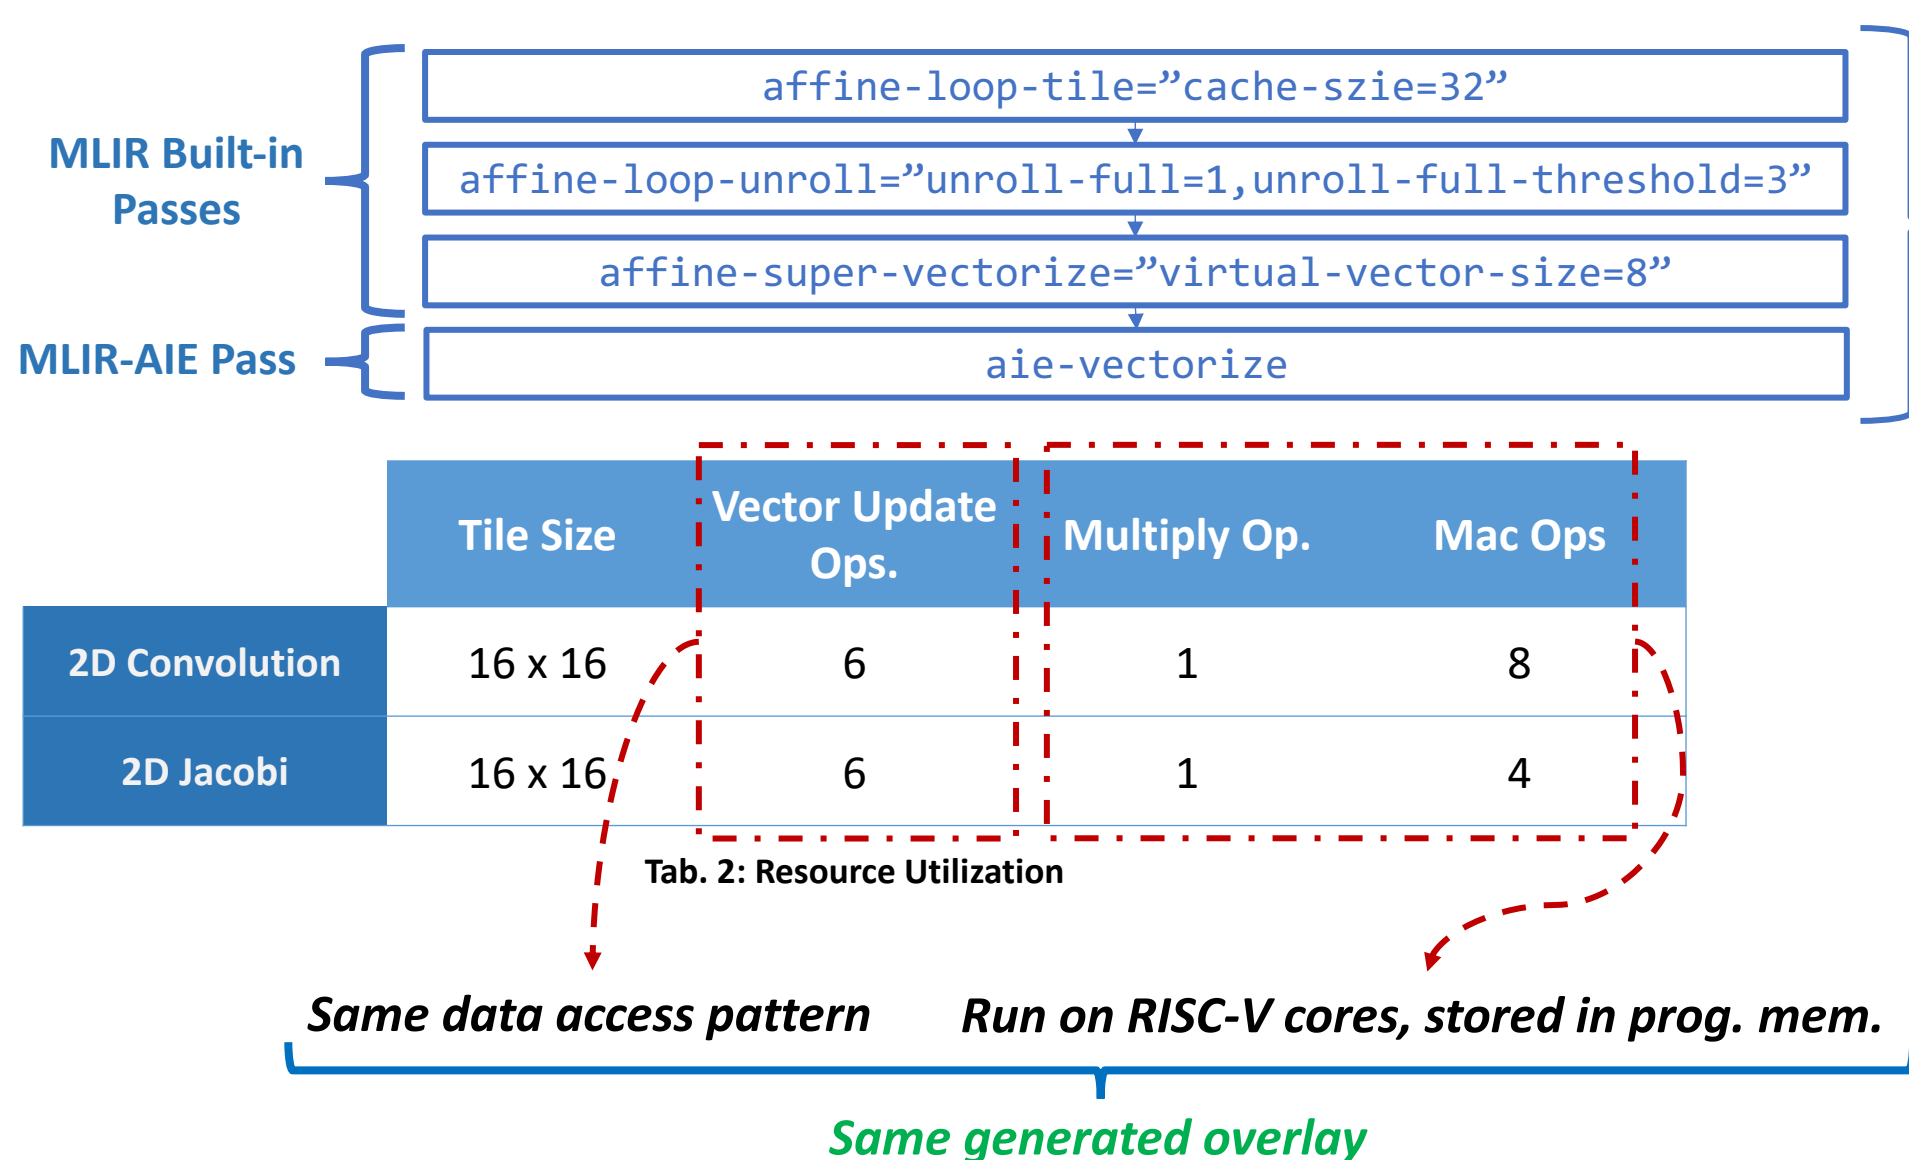 affine-loop-tile=”cache-szie=32”
MLIR Built-in
Passes
affine-loop-unroll=”unroll-full=1,unroll-full-threshold=3”
affine-super-vectorize=”virtual-vector-size=8”
MLIR-AIE Pass
aie-vectorize
Tile Size
Vector Update
Ops.
Multiply Op.
Mac Ops
2D Convolution 16 x 16 6 1 8
2D Jacobi 16 x 16 6 1 4
Tab. 2: Resource Utilization
Same data access pattern
Run on RISC-V cores, stored in prog. mem.
Same generated overlay